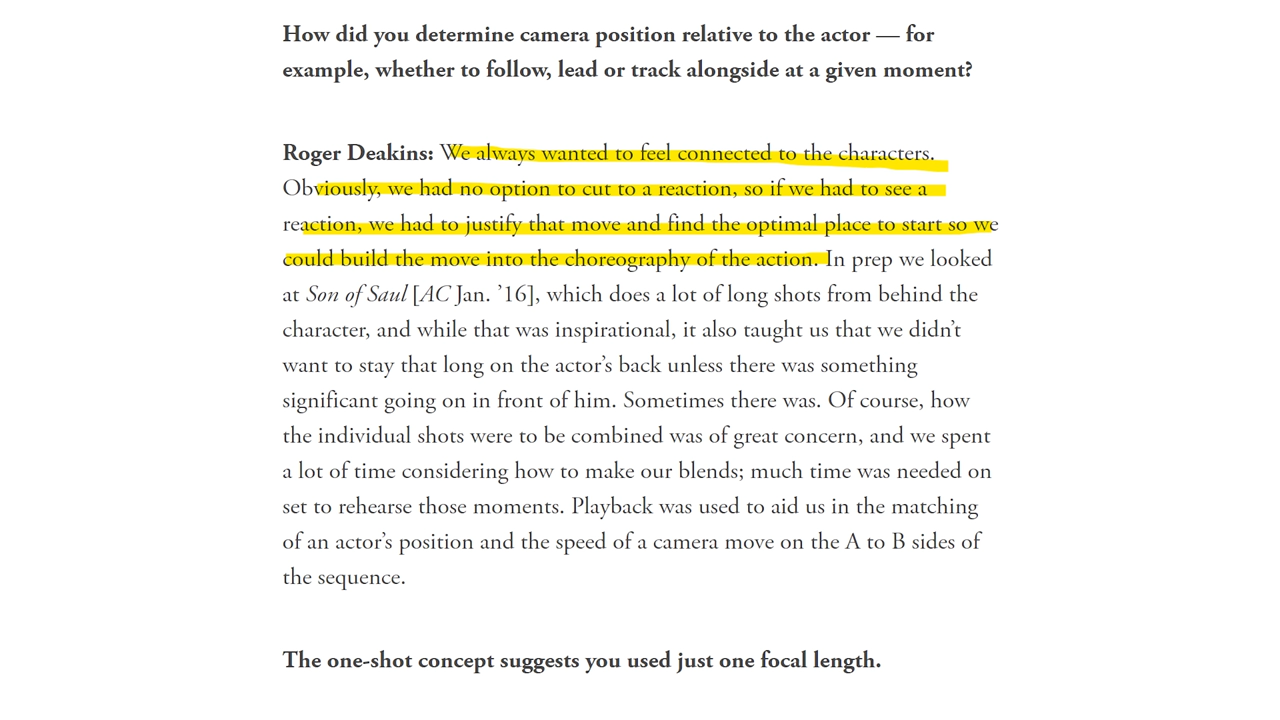 How did you determine camera position relative to the actor — for
example, whether to follow, lead or track alongside at a given moment?
Roger Deakins: We always wanted to feel connected to the characters.
Obviously, we had no option to cut to a reaction, so if we had to see a
reaction, we had to justify that move and find the optimal place to start so we
could build the move into the choreography of the action. In prep we looked
at Son of Saul [AC Jan. ’16], which does a lot of long shots from behind the
character, and while that was inspirational, it also taught us that we didn’t
want to stay that long on the actor’s back unless there was something
significant going on in front of him. Sometimes there was. Of course, how
the individual shots were to be combined was of great concern, and we spent
a lot of time considering how to make our blends; much time was needed on
set to rehearse those moments. Playback was used to aid us in the matching
of an actor’s position and the speed of a camera move on the A to B sides of
the sequence.
The one-shot concept suggests you used just one focal length.